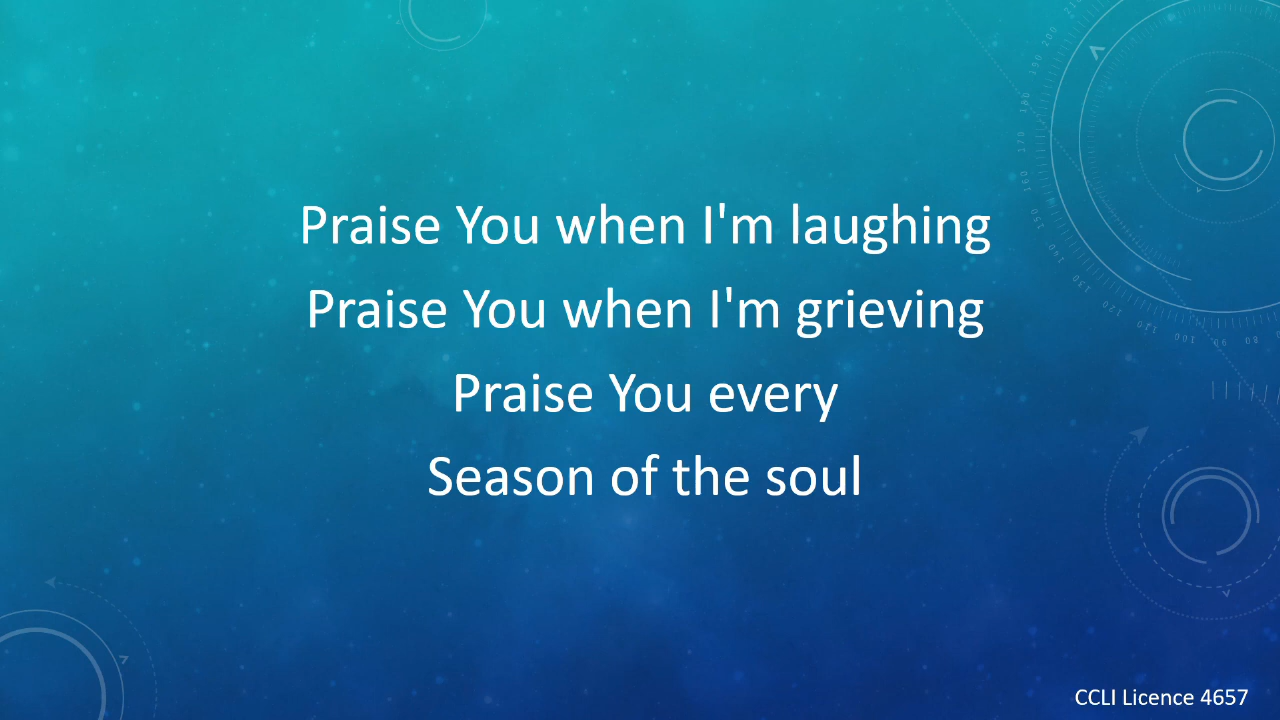 Praise You when I'm laughing
Praise You when I'm grieving
Praise You every
Season of the soul
CCLI Licence 4657